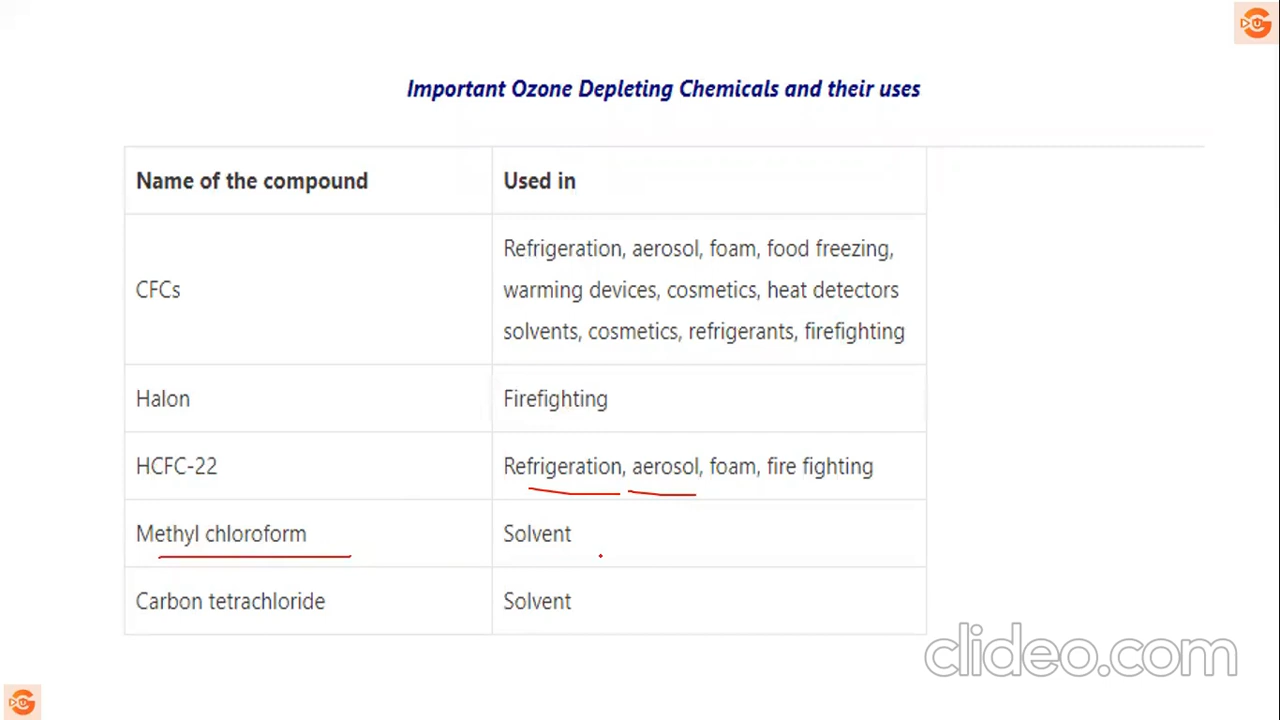 Important Ozone Depleting Chemicals and their uses
Name of the compound
Used in
CFCs
Refrigeration, aerosol, foam, food freezing,
warming devices, cosmetics, heat detectors
solvents, cosmetics, refrigerants, firefighting
Halon
Firefighting
HCFC-22
Refrigeration, aerosol, foam, fire fighting
Methyl chloroform
Solvent
Carbon tetrachloride
Solvent
clideo.com